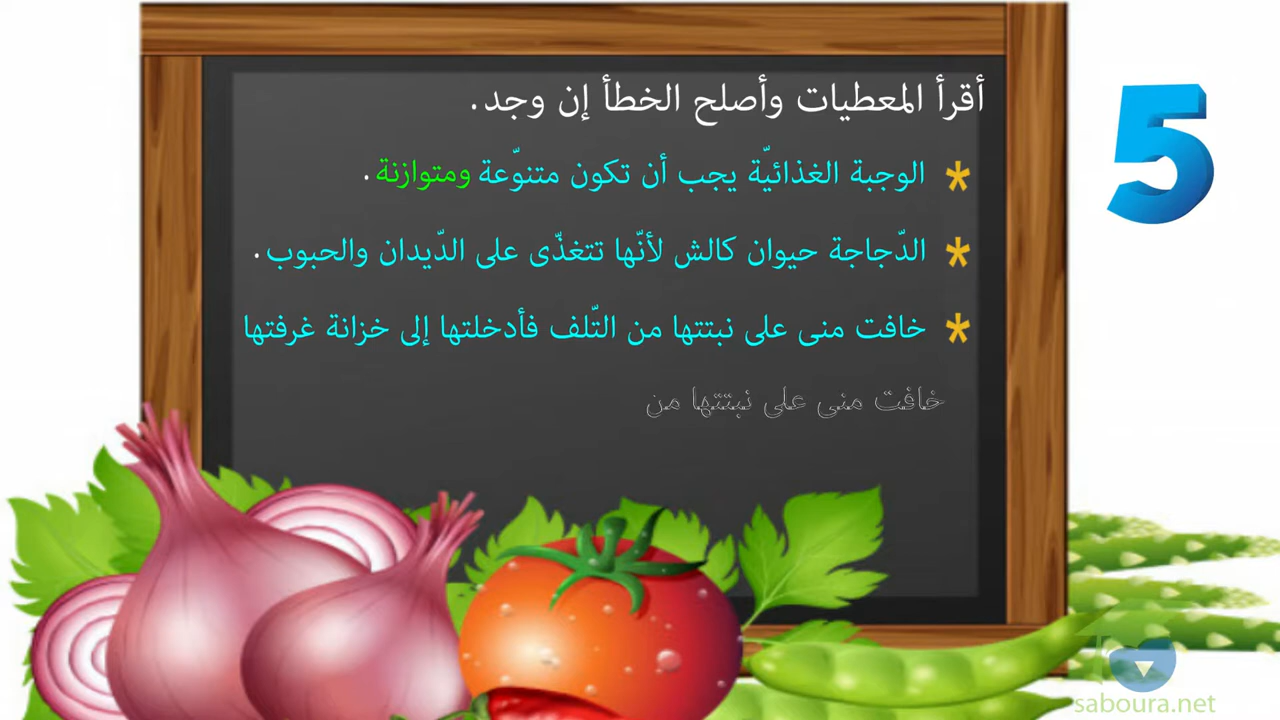 5
أقرأ المعطيات وأصلح الخطأ إن وجد.
* الوجبة الغذائيّة يجب أن تكون متنوّعة ومتوازنة.
* الدّجاجة حيوان كالش لأنّها تتغذّى على الدّيدان والحبوب.
* خافت منى على نبتتها من التّلف فأدخلتها إلى خزانة غرفتها
خافت منى على نبتتها من
saboura.net